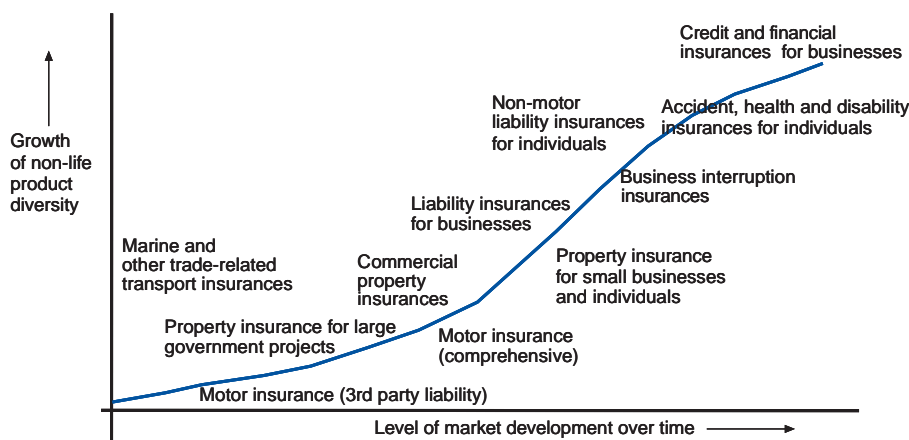 Credit and financial
insurances for businesses
Non-motor
liability insurances
for individuals
Accident, health and disability
insurances for individuals
Growth
of non-life
product
diversity
Business interruption
insurances
Liability insurances
for businesses
Marine and
other trade-related
transport insurances
Commercial
property
insurances
Property insurance
for small businesses
and individuals
Property insurance for large
government projects
Motor insurance
(comprehensive)
Motor insurance (3rd party liability)
Level of market development over time